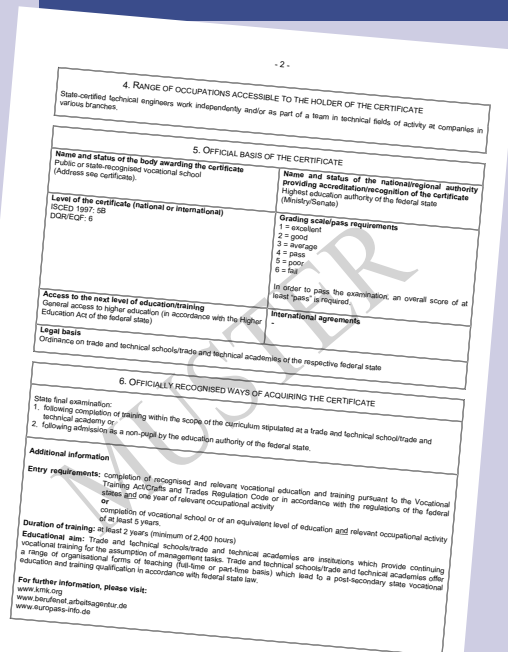 - 2 -
4. RANGE OF OCCUPATIONS ACCESSIBLE TO THE HOLDER OF THE CERTIFICATE
State-certified technical engineers work independently and/or as part of a team in technical fields of activity at companies in
various branches.
5. OFFICIAL BASIS OF THE CERTIFICATE
Name and status of the body awarding the certificate
Public or state-recognised vocational school
(Address see certificate).
Name and status of the national/regional authority
providing accreditation/recognition of the certificate
Highest education authority of the federal state
(Ministry/Senate)
Level of the certificate (national or international)
ISCED 1997: 5B
DQR/EQF: 6
Grading scale/pass requirements
1 = excellent
2 = good
3 = average
4 = pass
5 = poor
6 = fail
In order to pass the examination, an overall score of at
least "pass" is required.
Access to the next level of education/training
General access to higher education (in accordance with the Higher
Education Act of the federal state)
International agreements
-
Legal basis
Ordinance on trade and technical schools/trade and technical academies of the respective federal state
6. OFFICIALLY RECOGNISED WAYS OF ACQUIRING THE CERTIFICATE
State final examination:
1. following completion of training within the scope of the curriculum stipulated at a trade and technical school/trade and
technical academy or
2. following admission as a non-pupil by the education authority of the federal state.
Additional information
Entry requirements: completion of recognised and relevant vocational education and training pursuant to the Vocational
Training Act/Crafts and Trades Regulation Code or in accordance with the regulations of the federal
states and one year of relevant occupational activity
or
completion of vocational school or of an equivalent level of education and relevant occupational activity
of at least 5 years.
Duration of training: at least 2 years (minimum of 2,400 hours)
Educational aim: Trade and technical schools/trade and technical academies are institutions which provide continuing
vocational training for the assumption of management tasks. Trade and technical schools/trade and technical academies offer
a range of organisational forms of teaching (full-time or part-time basis) which lead to a post-secondary state vocational
education and training qualification in accordance with federal state law.
For further information, please visit:
www.kmk.org
www.berufenet.arbeitsagentur.de
www.europass-info.de
MUSTER